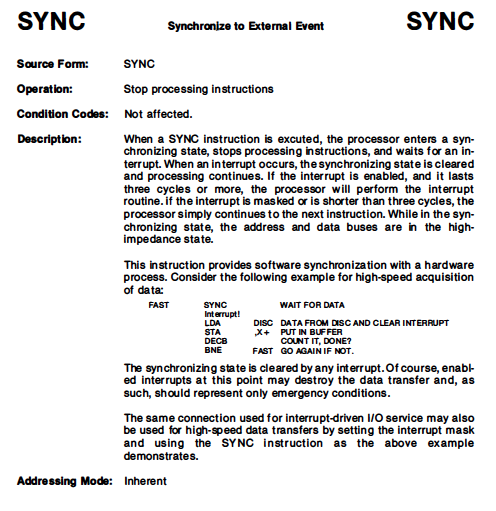 SYNC Synchronize to External Event SYNC
Source Form: SYNC
Operation: Stop processing instructions
Condition Codes: Not affected.
Description: When a SYNC instruction is excuted, the processor enters a syn-
chronizing state, stops processing instructions, and waits for an in-
terrupt. When an interrupt occurs, the synchronizing state is cleared
and processing continues. If the interrupt is enabled, and it lasts
three cycles or more, the processor will perform the interrupt
routine. if the interrupt is masked or is shorter than three cycles, the
processor simply continues to the next instruction. While in the syn-
chronizing state, the address and data buses are in the high-
impedance state.
This instruction provides software synchronization with a hardware
process. Consider the following example for high-speed acquisition
of data:
FAST SYNC WAIT FOR DATA
Interrupt!
LDA DISC DATA FROM DISC AND CLEAR INTERRUPT
STA ,X+ PUT IN BUFFER
DECB COUNT IT, DONE?
BNE FAST GO AGAIN IF NOT.
The synchronizing state is cleared by any interrupt. Of course, enabl-
ed interrupts at this point may destroy the data transfer and, as
such, should represent only emergency conditions.
The same connection used for interrupt-driven I/O service may also
be used for high-speed data transfers by setting the interrupt mask
and using the SYNC instruction as the above example
demonstrates.
Addressing Mode: Inherent